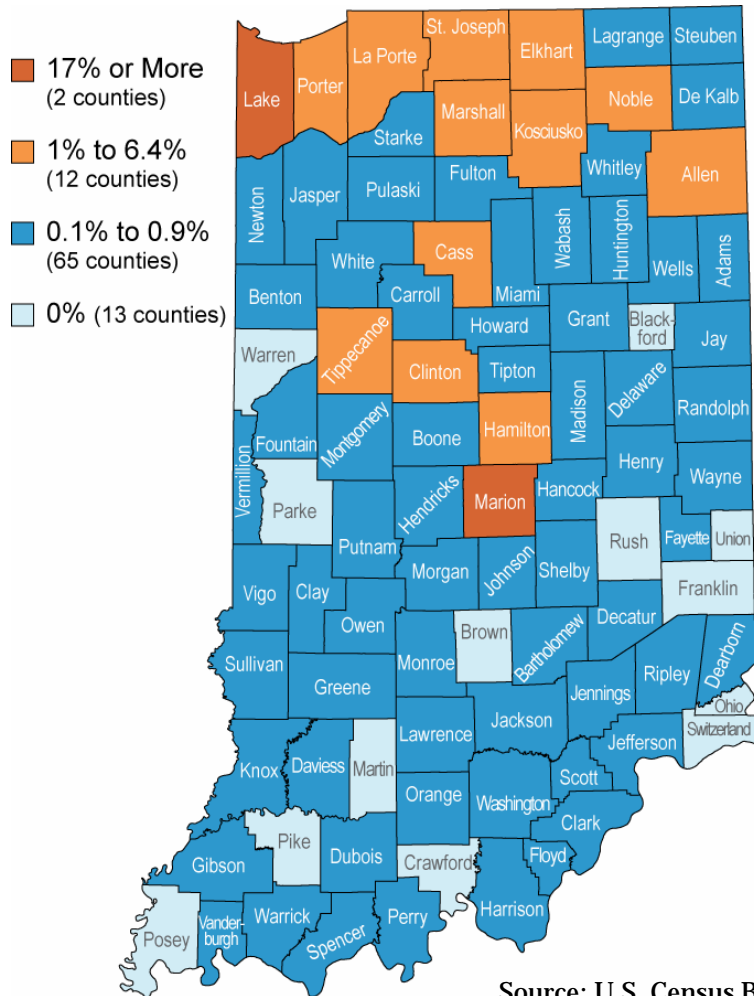 17% or More
(2 counties)
1% to 6.4%
(12 counties)
0.1% to 0.9%
(65 counties)
0% (13 counties)
Lake
Porter
La Porte
St. Joseph
Elkhart
Lagrange
Steuben
Noble
De Kalb
Marshall
Kosciusko
Starke
Whitley
Allen
Newton
Jasper
Pulaski
Fulton
Wabash
Huntington
Wells
Adams
White
Cass
Miami
Benton
Carroll
Howard
Grant
Black-
ford
Jay
Warren
Tippecanoe
Clinton
Tipton
Madison
Delaware
Randolph
Fountain
Montgomery
Boone
Hamilton
Henry
Wayne
Vermillion
Parke
Hendricks
Marion
Hancock
Rush
Fayette
Union
Putnam
Morgan
Johnson
Shelby
Franklin
Vigo
Clay
Owen
Brown
Bartholomew
Decatur
Dearborn
Sullivan
Greene
Monroe
Jennings
Ripley
Ohio
Switzerland
Jackson
Lawrence
Jefferson
Knox
Daviess
Martin
Orange
Washington
Scott
Clark
Pike
Dubois
Crawford
Floyd
Gibson
Harrison
Posey
Vander-
burgh
Warrick
Spencer
Perry
Source: U.S. Census